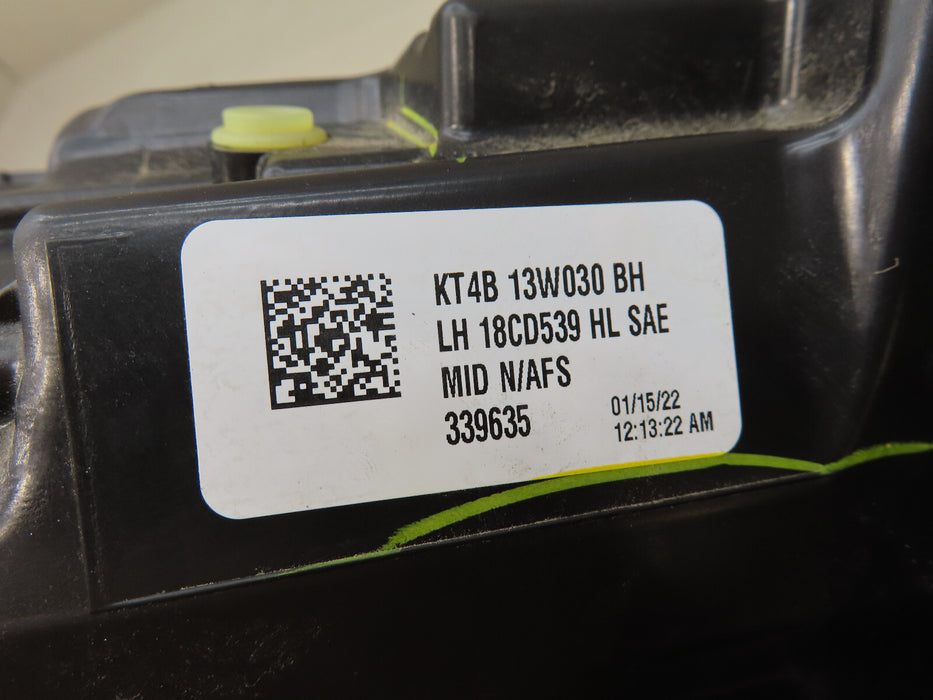 KT4B 13W030 BH
LH 18CD539 HL SAE
MID N/AFS
339635
01/15/22
12:13:22 AM